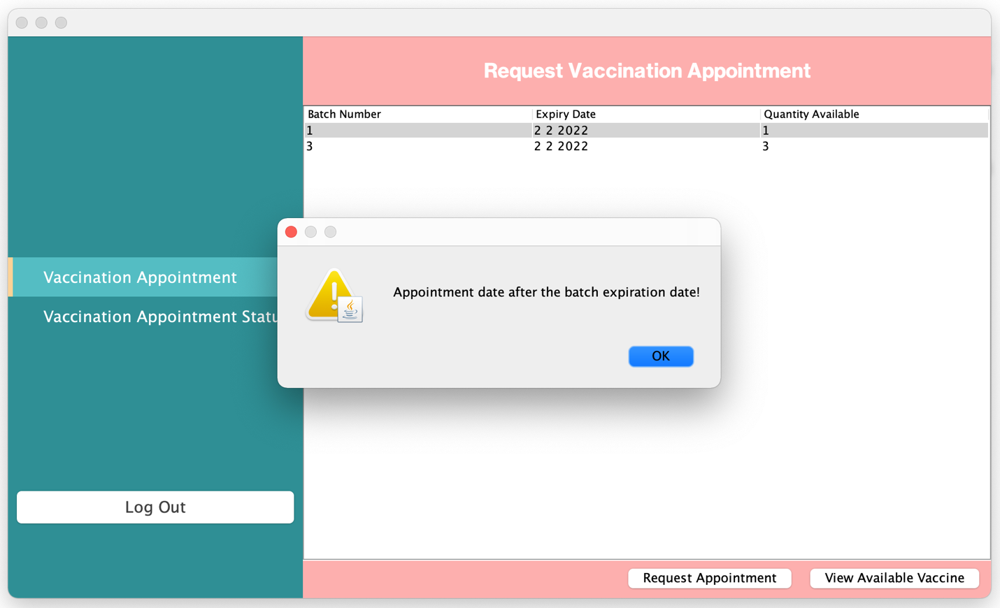 Request Vaccination Appointment
Batch Number Expiry Date Quantity Available
1 2 2 2022 1
3 2 2 2022 3
Vaccination Appointment
Vaccination Appointment Statu
Appointment date after the batch expiration date!
OK
Log Out
Request Appointment View Available Vaccine